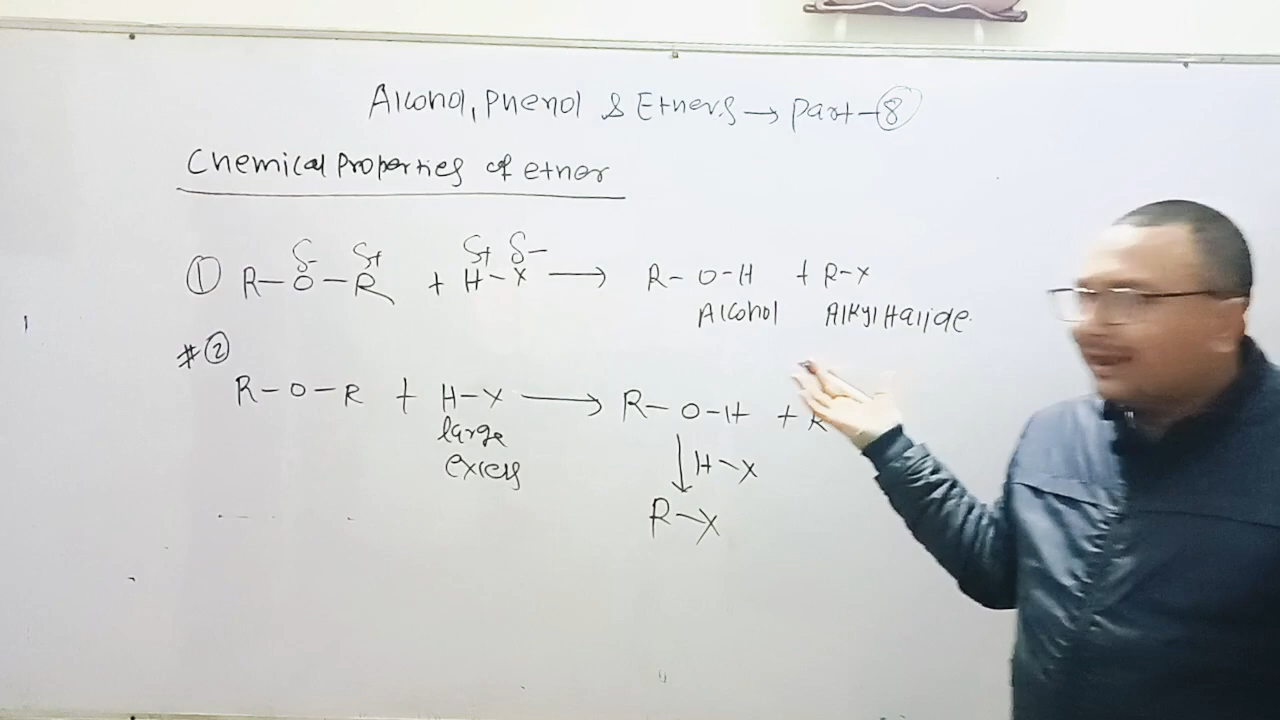 Alcohol, Phenol & Ethers → Part-8
Chemical Properties of ether
① R-O-R + H-X → R-O-H + R-X
δ- δ+ δ+ δ-
Alcohol Alkyl Halide.
#②
R-O-R + H-X → R-O-H + R
large
excess
↓ H-X
R-X